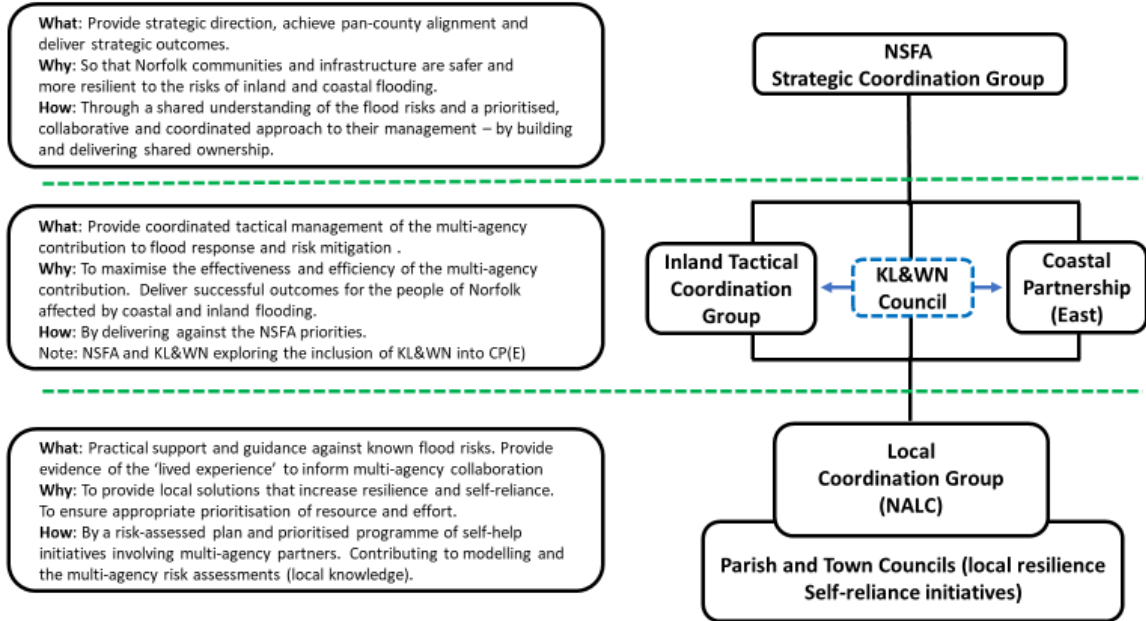 What: Provide strategic direction, achieve pan-county alignment and
deliver strategic outcomes.
Why: So that Norfolk communities and infrastructure are safer and
more resilient to the risks of inland and coastal flooding.
How: Through a shared understanding of the flood risks and a prioritised,
collaborative and coordinated approach to their management – by building
and delivering shared ownership.
NSFA
Strategic Coordination Group
What: Provide coordinated tactical management of the multi-agency
contribution to flood response and risk mitigation .
Why: To maximise the effectiveness and efficiency of the multi-agency
contribution. Deliver successful outcomes for the people of Norfolk
affected by coastal and inland flooding.
How: By delivering against the NSFA priorities.
Note: NSFA and KL&WN exploring the inclusion of KL&WN into CP(E)
Inland Tactical
Coordination
Group
KL&WN
Council
Coastal
Partnership
(East)
What: Practical support and guidance against known flood risks. Provide
evidence of the ‘lived experience’ to inform multi-agency collaboration
Why: To provide local solutions that increase resilience and self-reliance.
To ensure appropriate prioritisation of resource and effort.
How: By a risk-assessed plan and prioritised programme of self-help
initiatives involving multi-agency partners. Contributing to modelling and
the multi-agency risk assessments (local knowledge).
Local
Coordination Group
(NALC)
Parish and Town Councils (local resilience
Self-reliance initiatives)